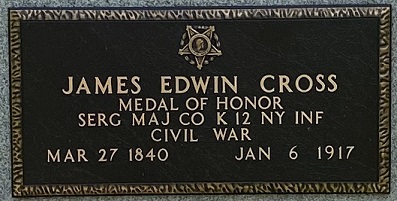 JAMES EDWIN CROSS
MEDAL OF HONOR
SERG MAJ CO K 12 NY INF
CIVIL WAR
MAR 27 1840 JAN 6 1917